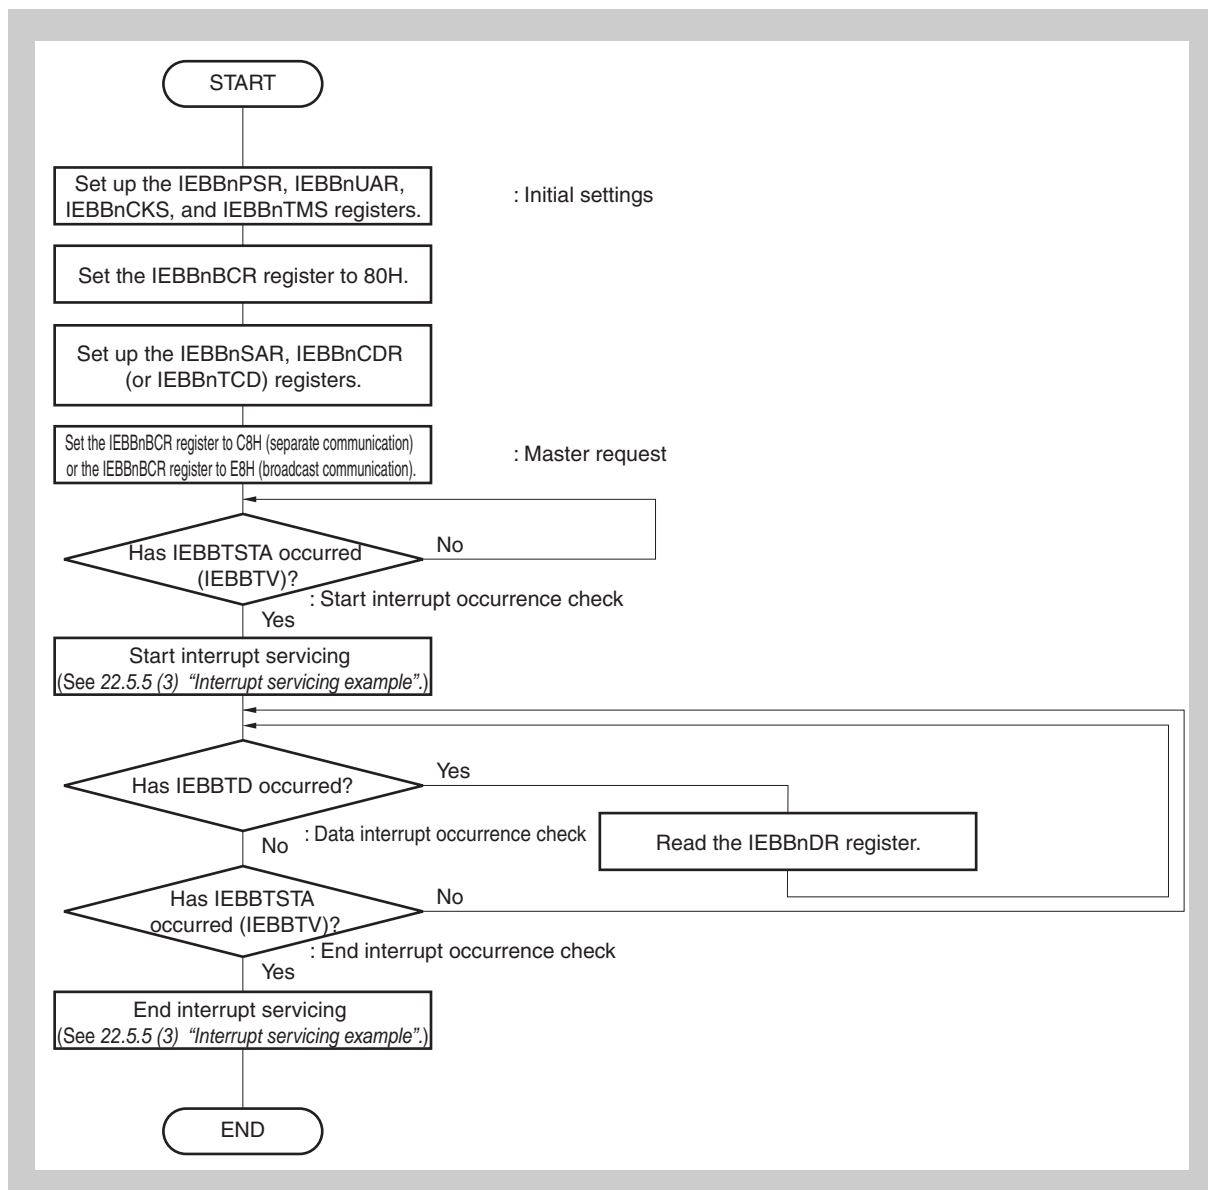 START
Set up the IEBBnPSR, IEBBnUAR,
IEBBnCKS, and IEBBnTMS registers.
: Initial settings
Set the IEBBnBCR register to 80H.
Set up the IEBBnSAR, IEBBnCDR
(or IEBBnTCD) registers.
Set the IEBBnBCR register to C8H (separate communication)
or the IEBBnBCR register to E8H (broadcast communication).
: Master request
Has IEBBTSTA occurred
(IEBBTV)?
No
: Start interrupt occurrence check
Yes
Start interrupt servicing
(See 22.5.5 (3) “Interrupt servicing example”.)
Has IEBBTD occurred?
Yes
: Data interrupt occurrence check
No
Read the IEBBnDR register.
Has IEBBTSTA
occurred (IEBBTV)?
No
: End interrupt occurrence check
Yes
End interrupt servicing
(See 22.5.5 (3) “Interrupt servicing example”.)
END